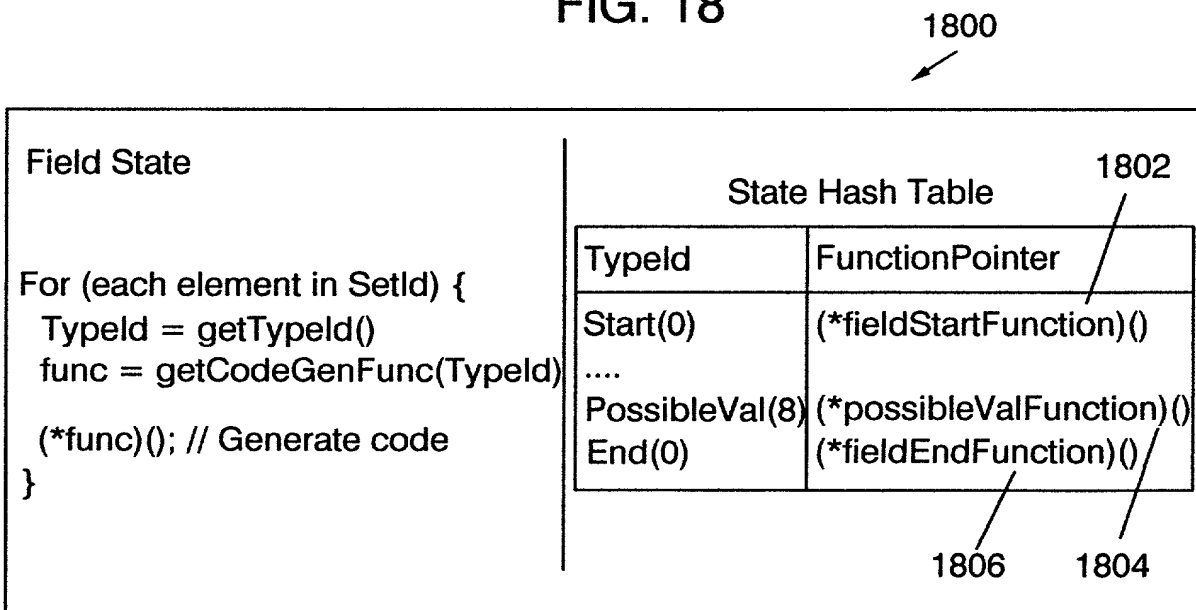 FIG. 18
1800
Field State
For (each element in SetId) {
TypeId = getTypeId()
func = getCodeGenFunc(TypeId)
(*func)(); // Generate code
}
State Hash Table
1802
TypeId FunctionPointer
Start(0) (*fieldStartFunction)()
....
PossibleVal(8) (*possibleValFunction)()
End(0) (*fieldEndFunction)()
1806 1804